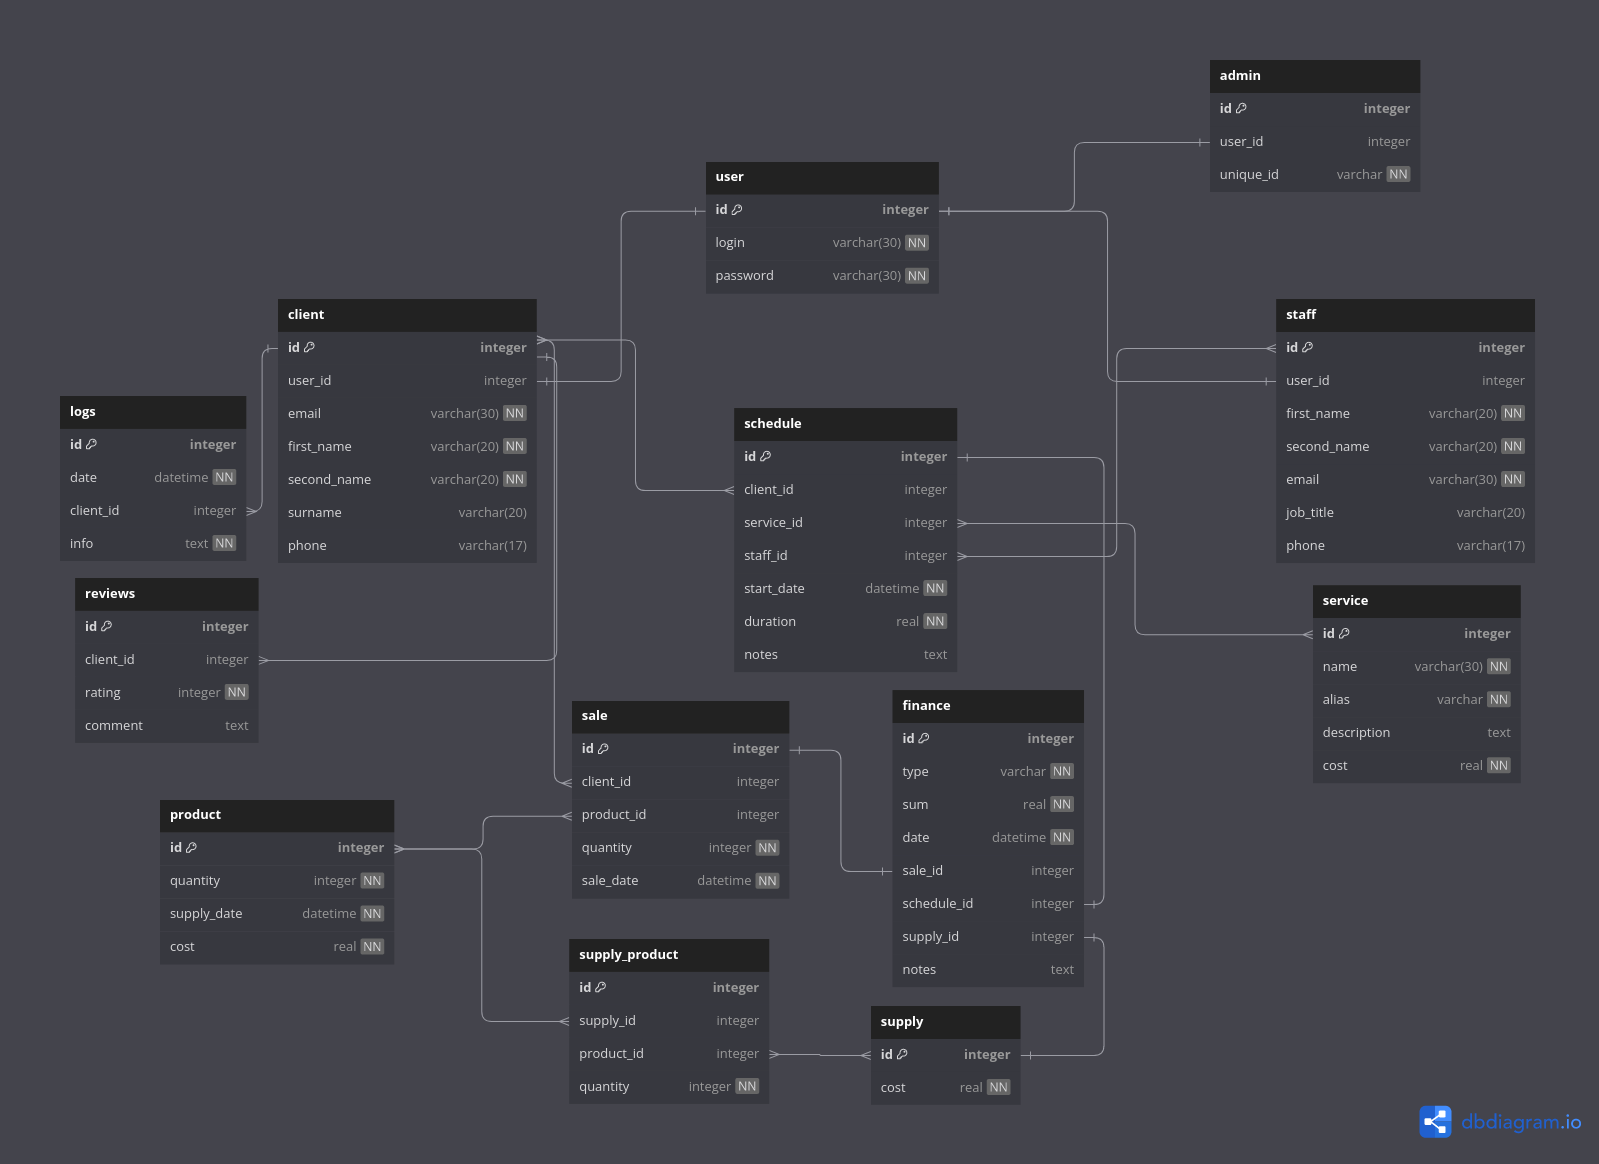 admin
id integer
user_id integer
unique_id varchar NN
user
id integer
login varchar(30) NN
password varchar(30) NN
client
id integer
user_id integer
email varchar(30) NN
first_name varchar(20) NN
second_name varchar(20) NN
surname varchar(20)
phone varchar(17)
staff
id integer
user_id integer
first_name varchar(20) NN
second_name varchar(20) NN
email varchar(30) NN
job_title varchar(20)
phone varchar(17)
logs
id integer
date datetime NN
client_id integer
info text NN
schedule
id integer
client_id integer
service_id integer
staff_id integer
start_date datetime NN
duration real NN
notes text
reviews
id integer
client_id integer
rating integer NN
comment text
service
id integer
name varchar(30) NN
alias varchar NN
description text
cost real NN
sale
id integer
client_id integer
product_id integer
quantity integer NN
sale_date datetime NN
finance
id integer
type varchar NN
sum real NN
date datetime NN
sale_id integer
schedule_id integer
supply_id integer
notes text
product
id integer
quantity integer NN
supply_date datetime NN
cost real NN
supply_product
id integer
supply_id integer
product_id integer
quantity integer NN
supply
id integer
cost real NN
dbdiagram.io